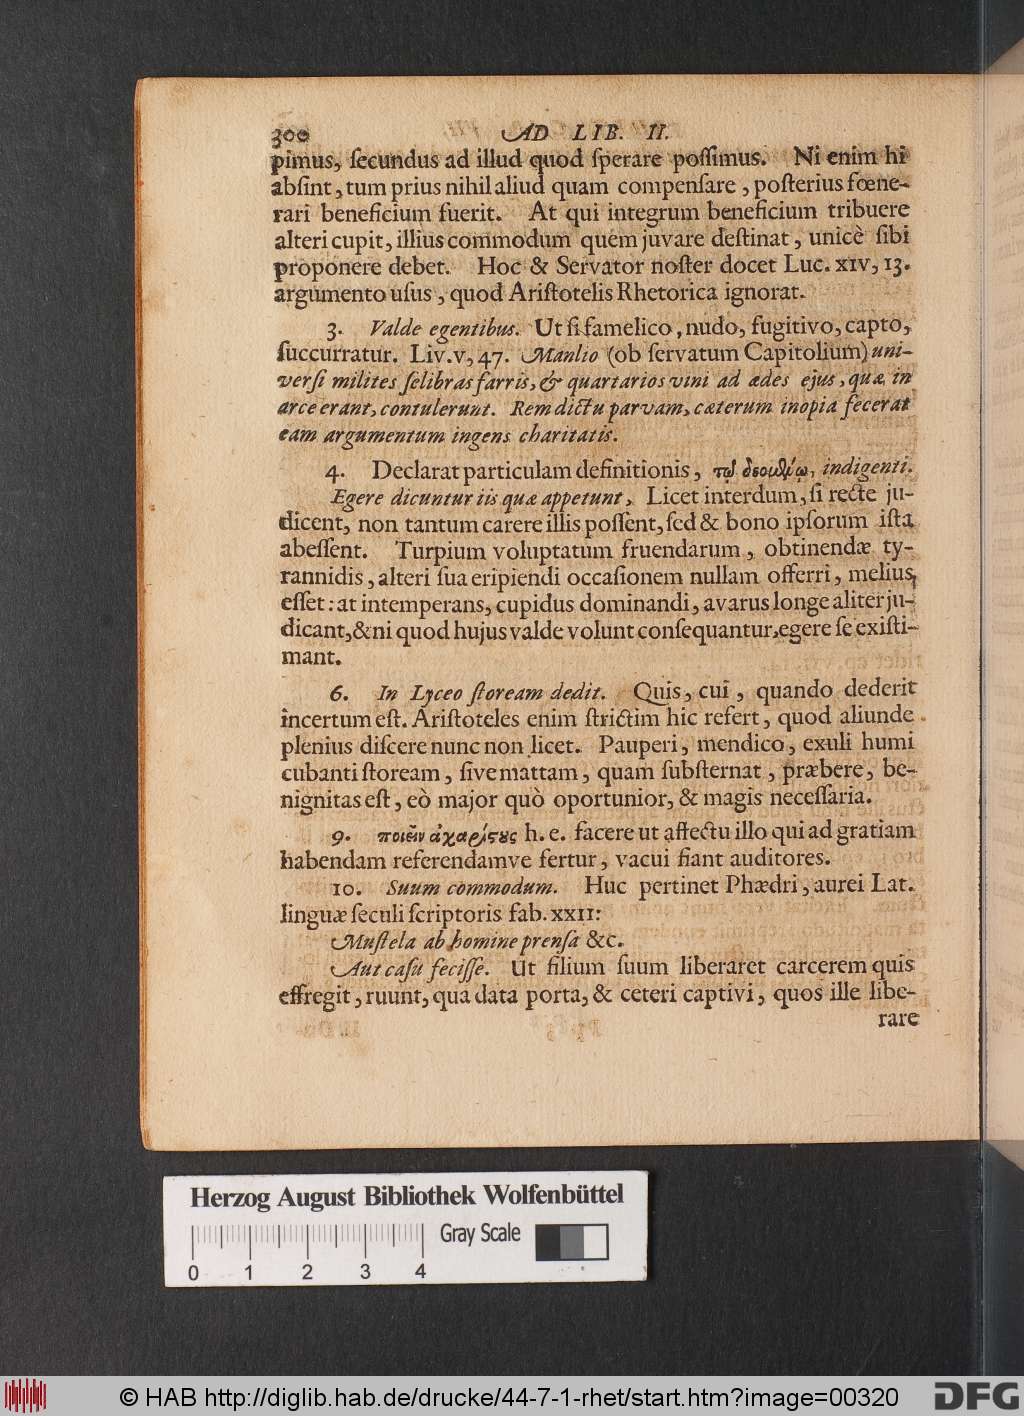 300 AD LIB. II.
pimus, ſecundus ad illud quod ſperare poſſimus. Ni enim hi
abſint, tum prius nihil aliud quam compenſare, poſterius fœne-
rari beneficium fuerit. At qui integrum beneficium tribuere
alteri cupit, illius commodum quem juvare deſtinat, unicè ſibi
proponere debet. Hoc & Servator noſter docet Luc. XIV, 13.
argumento uſus, quod Ariſtotelis Rhetorica ignorat.
3. Valde egentibus. Ut ſi famelico, nudo, fugitivo, capto,
ſuccurratur. Liv. V, 47. Manlio (ob ſervatum Capitolium) uni-
verſi milites ſelibras farris, & quartarios vini ad ædes ejus, quæ in
arce erant, contulerunt. Rem dictu parvam, cæterum inopia fecerat
eam argumentum ingens charitatis.
4. Declarat particulam definitionis, τῷ δεομένῳ, indigenti.
Egere dicuntur iis quæ appetunt, Licet interdum, ſi recte ju-
dicent, non tantum carere illis poſſent, ſed & bono ipſorum iſta
abeſſent. Turpium voluptatum fruendarum, obtinendæ ty-
rannidis, alteri ſua eripiendi occaſionem nullam offerri, melius
eſſet: at intemperans, cupidus dominandi, avarus longe aliter ju-
dicant, & ni quod hujus valde volunt conſequantur, egere ſe exiſti-
mant.
6. In Lyceo ſtoream dedit. Quis, cui, quando dederit
incertum eſt. Ariſtoteles enim ſtrictim hic refert, quod aliunde
plenius diſcere nunc non licet. Pauperi, mendico, exuli humi
cubanti ſtoream, ſive mattam, quam ſubſternat, præbere, be-
nignitas eſt, eò major quò oportunior, & magis neceſſaria.
9. ποιεῖν ἀχαρίστους h. e. facere ut affectu illo qui ad gratiam
habendam referendamve fertur, vacui fiant auditores.
10. Suum commodum. Huc pertinet Phædri, aurei Lat.
linguæ ſeculi ſcriptoris fab. XXII:
Muſtela ab homine prenſa &c.
Aut caſu feciſſe. Ut filium ſuum liberaret carcerem quis
effregit, ruunt, qua data porta, & ceteri captivi, quos ille libe-
rare
Herzog August Bibliothek Wolfenbüttel
Gray Scale
0 1 2 3 4
© HAB http://diglib.hab.de/drucke/44-7-1-rhet/start.htm?image=00320
DFG